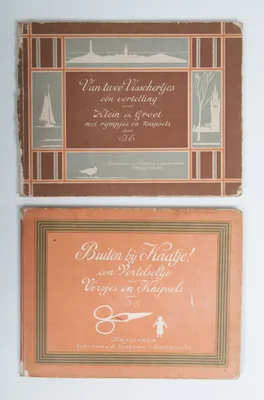 Van twee Visschertjes
een vertelling
voor
Klein en Groot
met rympjes en knipsels
door
J.E.
Buiten bij Kaatje!
een Vertelseltje
Versjes en Knipsels
J E
Amsterdam